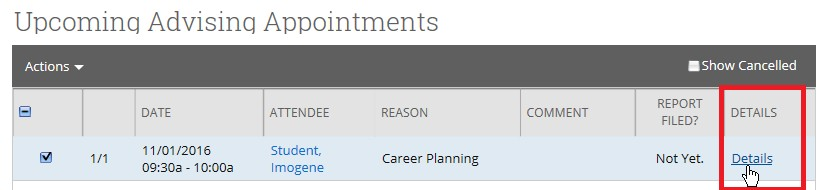 Upcoming Advising Appointments
Actions
Show Cancelled
DATE ATTENDEE REASON COMMENT REPORT FILED? DETAILS
1/1 11/01/2016 09:30a - 10:00a Student, Imogene Career Planning Not Yet. Details